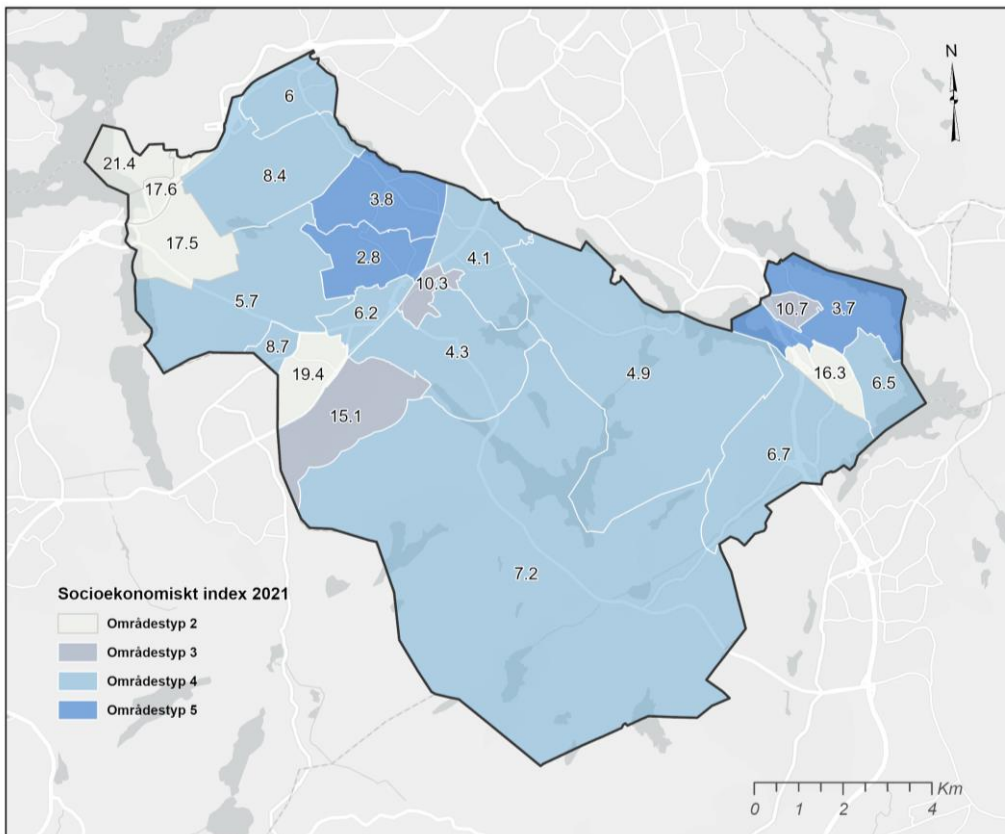 N
6
21.4
17.6
8.4
3.8
17.5
2.8
4.1
10.3
5.7
6.2
10.7
3.7
8.7
4.3
4.9
19.4
16.3
6.5
15.1
6.7
7.2
Socioekonomiskt index 2021
Områdestyp 2
Områdestyp 3
Områdestyp 4
Områdestyp 5
Km
0 1 2 4